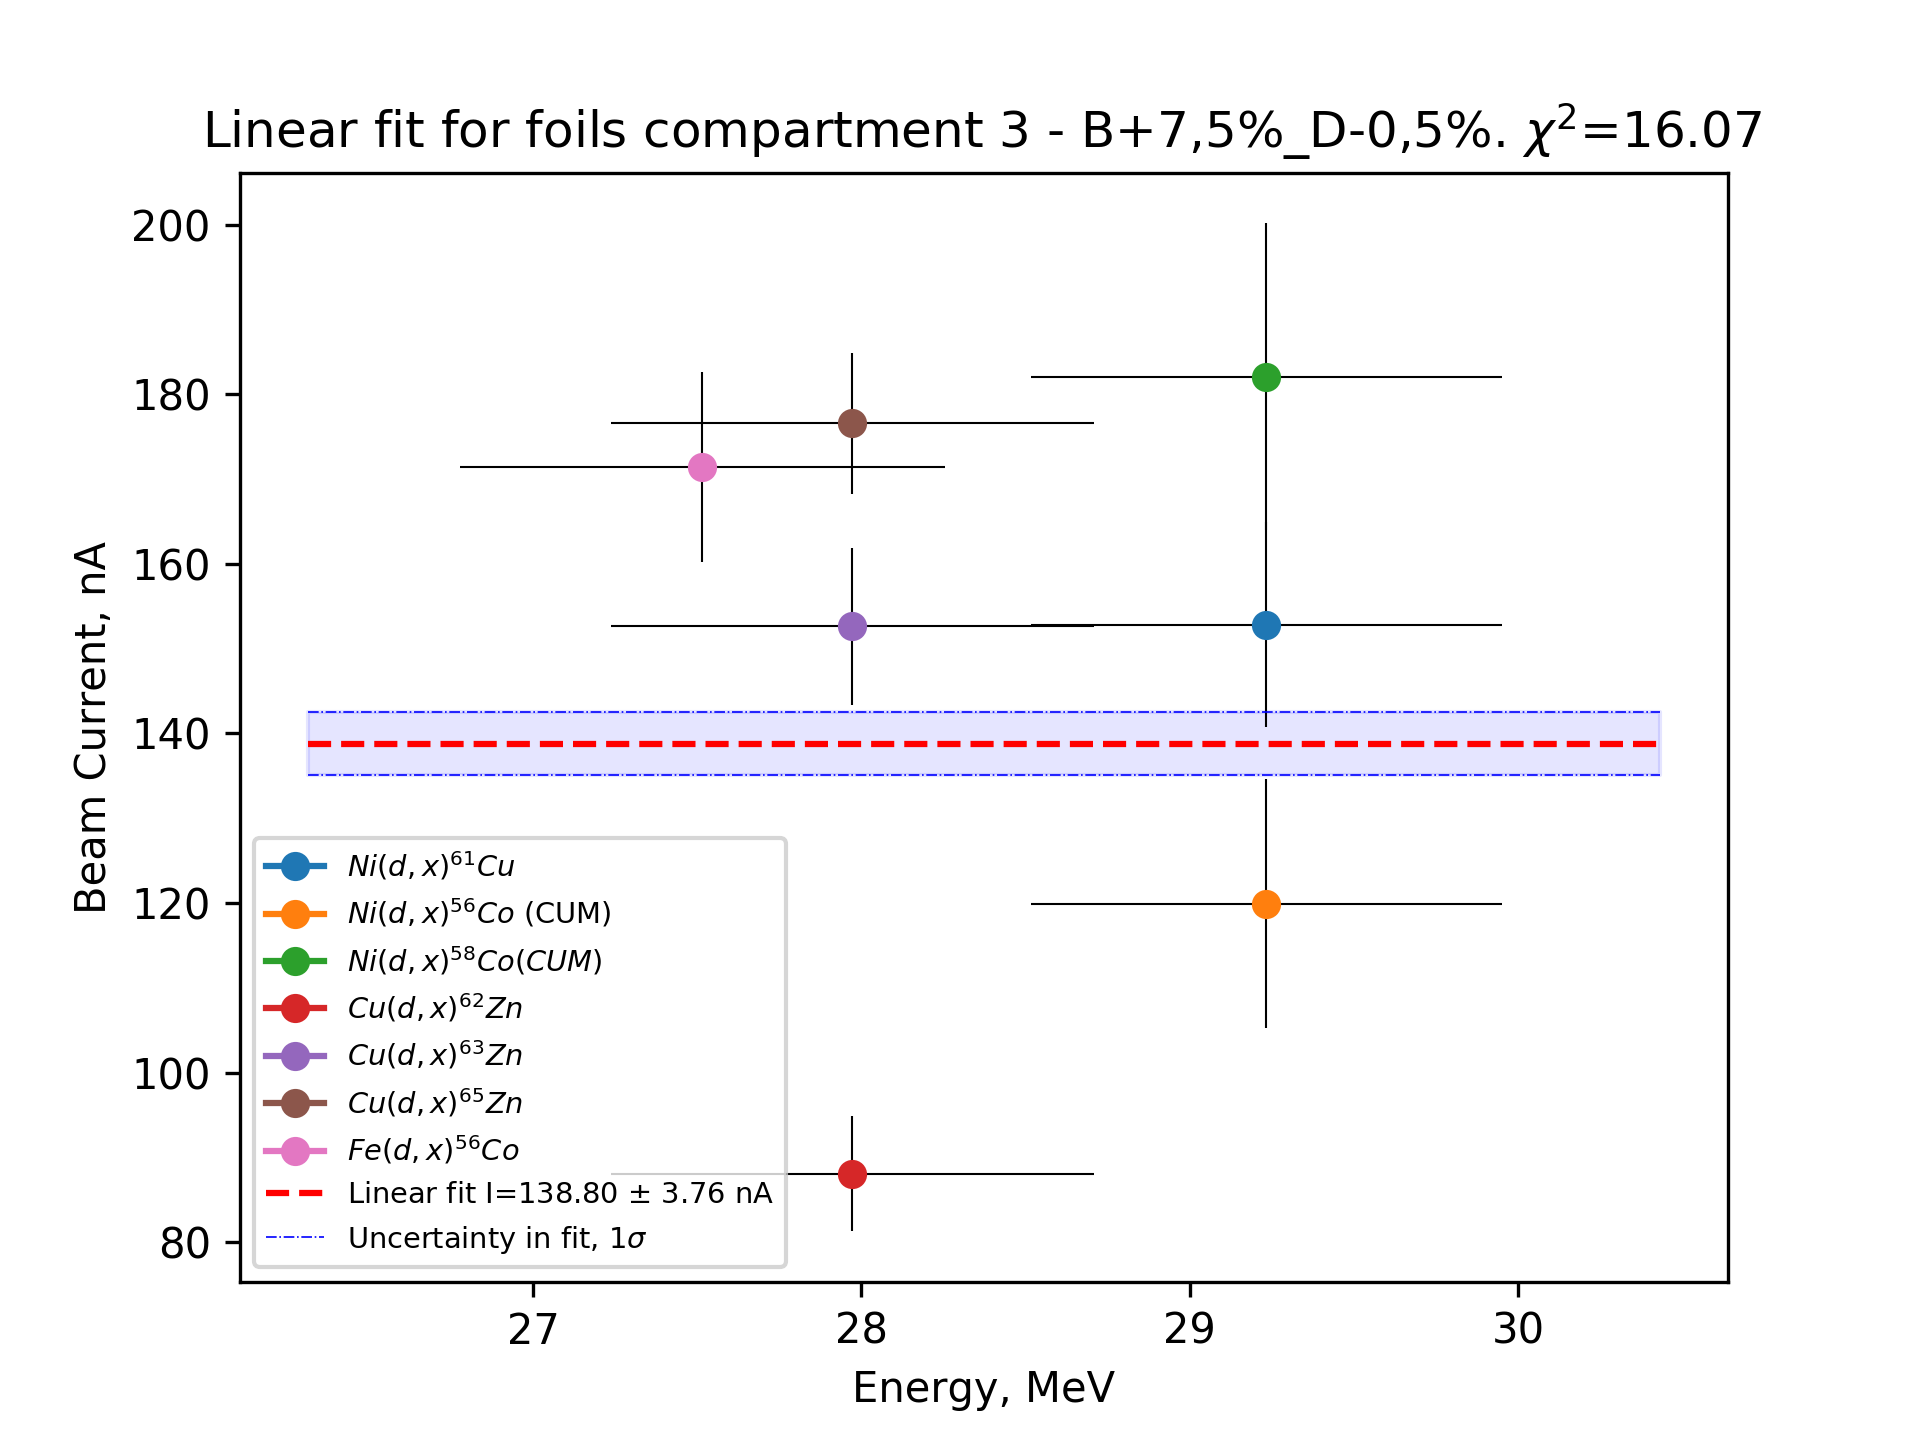 Linear fit for foils compartment 3 - B+7,5%_D-0,5%. χ²=16.07
200
180
160
140
120
100
80
Beam Current, nA
Ni(d, x)⁶¹Cu
Ni(d, x)⁵⁶Co (CUM)
Ni(d, x)⁵⁸Co(CUM)
Cu(d, x)⁶²Zn
Cu(d, x)⁶³Zn
Cu(d, x)⁶⁵Zn
Fe(d, x)⁵⁶Co
Linear fit I=138.80 ± 3.76 nA
Uncertainty in fit, 1σ
27 28 29 30
Energy, MeV